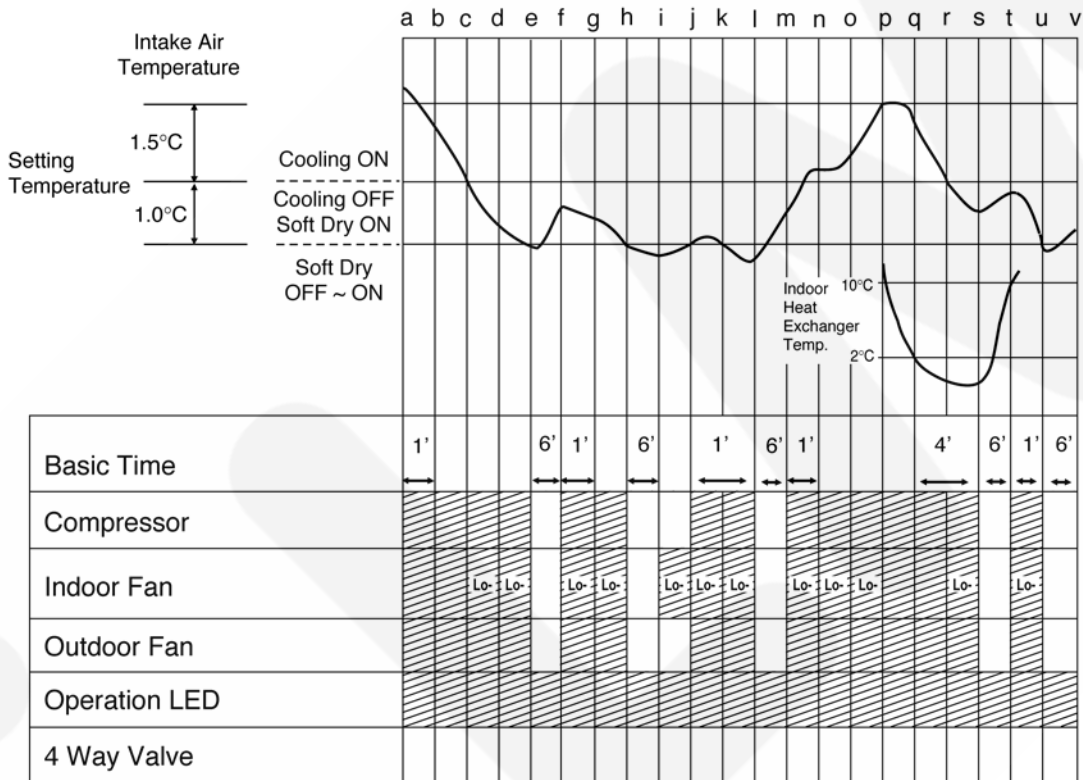 a b c d e f g h i j k l m n o p q r s t u v
Intake Air
Temperature
1.5°C
Setting
Temperature
1.0°C
Cooling ON
Cooling OFF
Soft Dry ON
Soft Dry
OFF ~ ON
Indoor
Heat
Exchanger
Temp.
10°C
2°C
Basic Time 1’ 6’ 1’ 6’ 1’ 6’ 1’ 4’ 6’ 1’ 6’
Compressor
Indoor Fan Lo- Lo- Lo- Lo- Lo- Lo- Lo- Lo- Lo- Lo- Lo- Lo-
Outdoor Fan
Operation LED
4 Way Valve